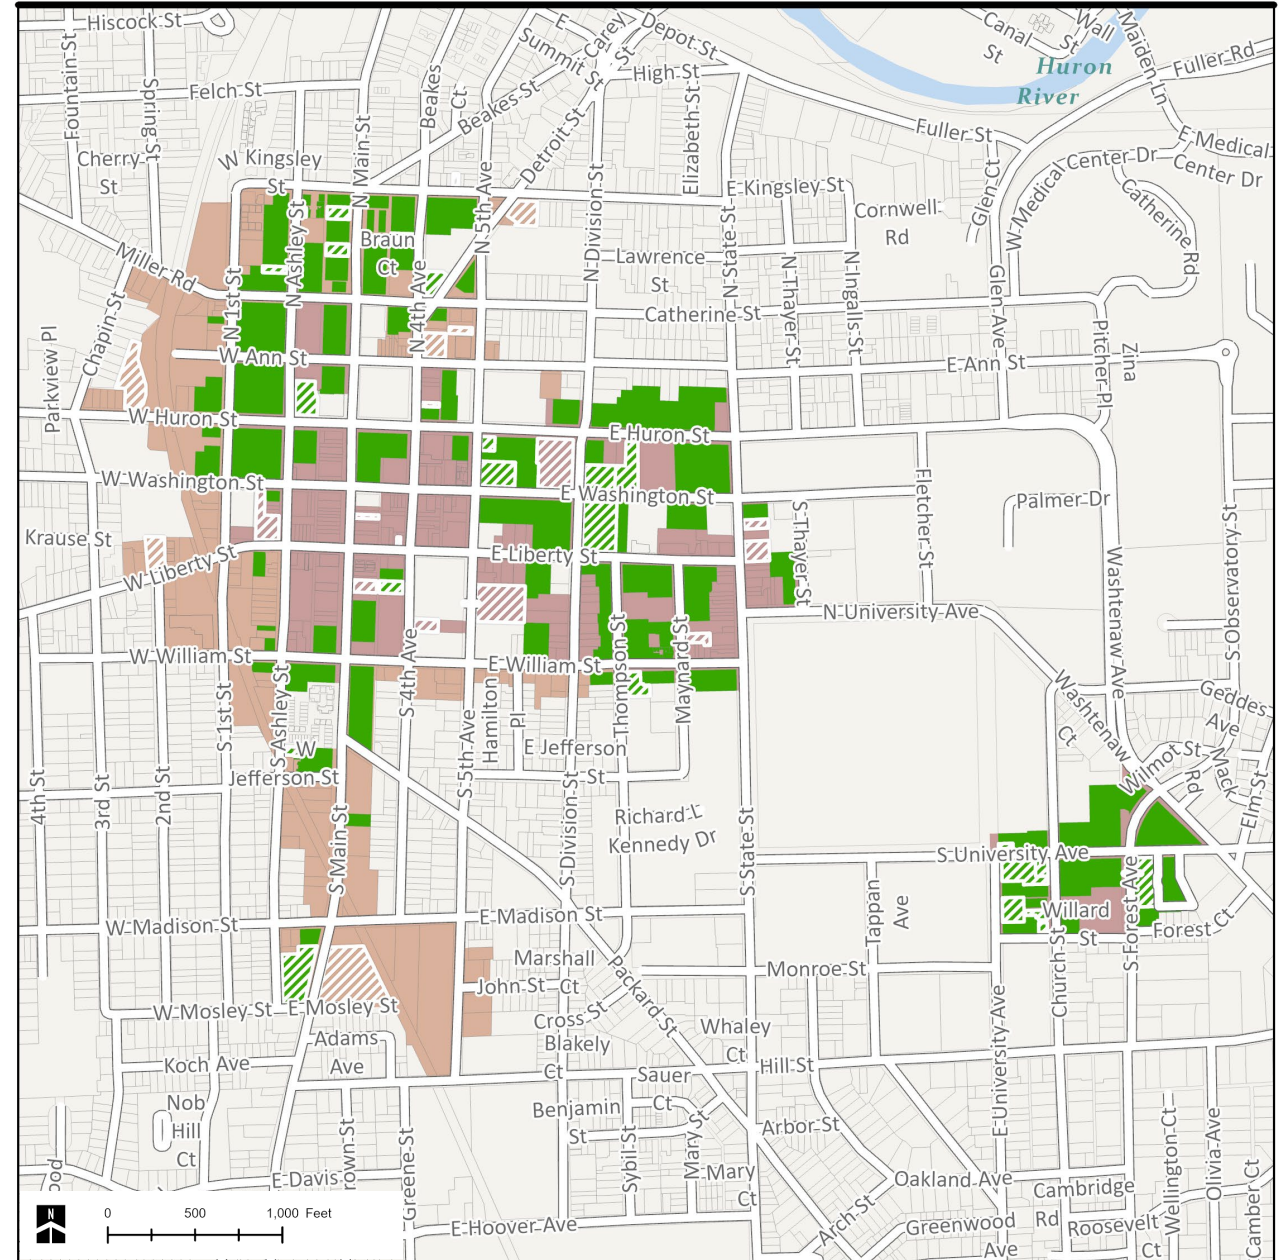 Hiscock St
Fountain St
Spring St
Felch St
Cherry
St
W Kingsley
St
N Main St
Beakes
Ct
Beakes St
E
Summit St
Carey
St
Depot St
High St
Detroit St
Elizabeth St
Canal
St
Wall
St
Maiden Ln
Fuller Rd
Huron
River
Fuller St
E Medical
Center Dr
W Medical Center Dr
Catherine Rd
Glen Ct
E Kingsley St
Cornwell
Rd
N 5th Ave
N Division St
N State St
N Ashley St
Braun
Ct
Lawrence
St
Miller Rd
N 1st St
N 4th Ave
Catherine St
N Thayer St
N Ingalls St
Glen Ave
Chapin St
Parkview Pl
W Ann St
E Ann St
Pitcher Pl
Zina
W Huron St
E Huron St
W Washington St
E Washington St
Fletcher St
Palmer Dr
S Thayer St
Krause St
W Liberty St
E Liberty St
S Observatory St
Washtenaw Ave
N University Ave
W William St
E William St
Thompson St
Maynard St
S 4th Ave
S 1st St
S Ashley St
S 5th Ave
Hamilton
Pl
Washtenaw
Ct
Geddes
Ave
W
Jefferson St
E Jefferson
St
Wilmot St
Mack
Rd
Elm St
4th St
3rd St
2nd St
S Main St
S Division St
Richard L
Kennedy Dr
S State St
S University Ave
Tappan
Ave
Willard
St
S Forest Ave
Forest Ct
Church St
W Madison St
E Madison St
Marshall
Ct
John St
Packard St
Monroe St
W Mosley St
E Mosley St
Cross St
Blakely
Ct
Whaley
Ct
Adams
Ave
Koch Ave
Hill St
Sauer
Ct
E University Ave
Nob
Hill
Ct
Benjamin
St
Arbor St
Sybil St
Mary St
Mary
Ct
Greene St
E Davis
Oakland Ave
Cambridge
Rd
Wellington Ct
Olivia Ave
Camber Ct
E Hoover Ave
Arch St
Greenwood
Ave
Roosevelt
Ct
N
0 500 1,000 Feet